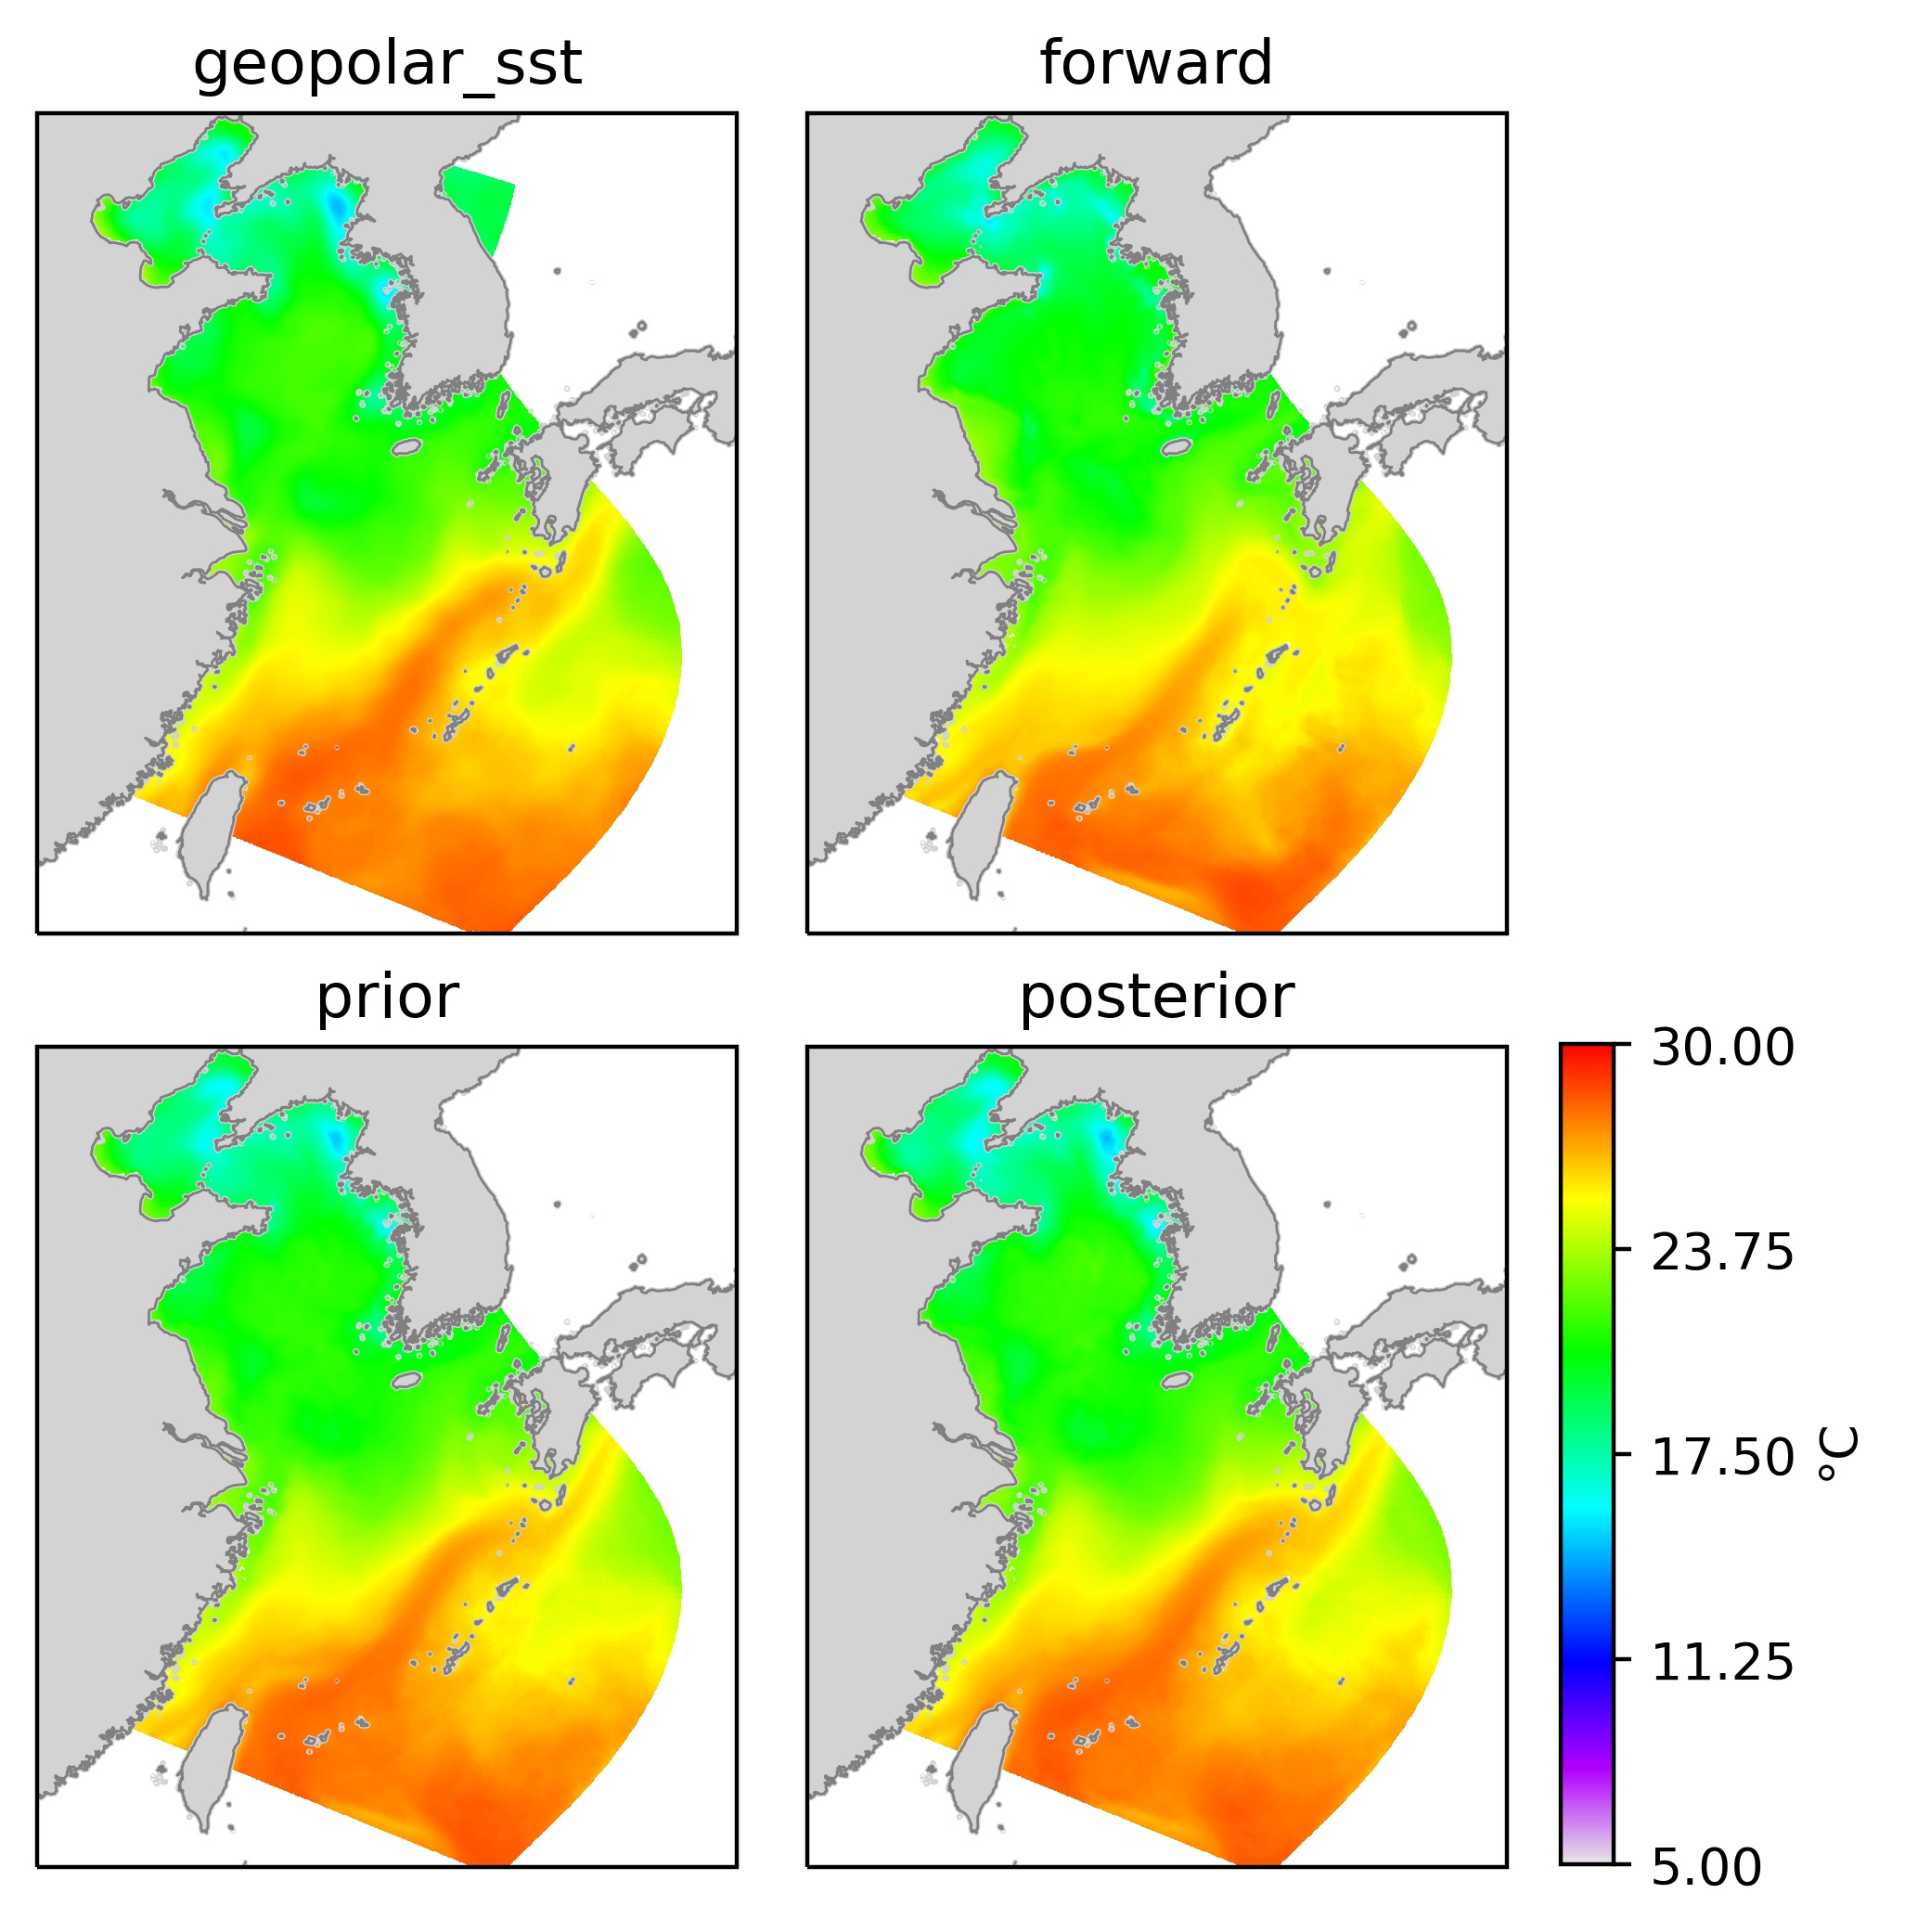 geopolar_sst
forward
prior
posterior
30.00
23.75
17.50
11.25
5.00
°C